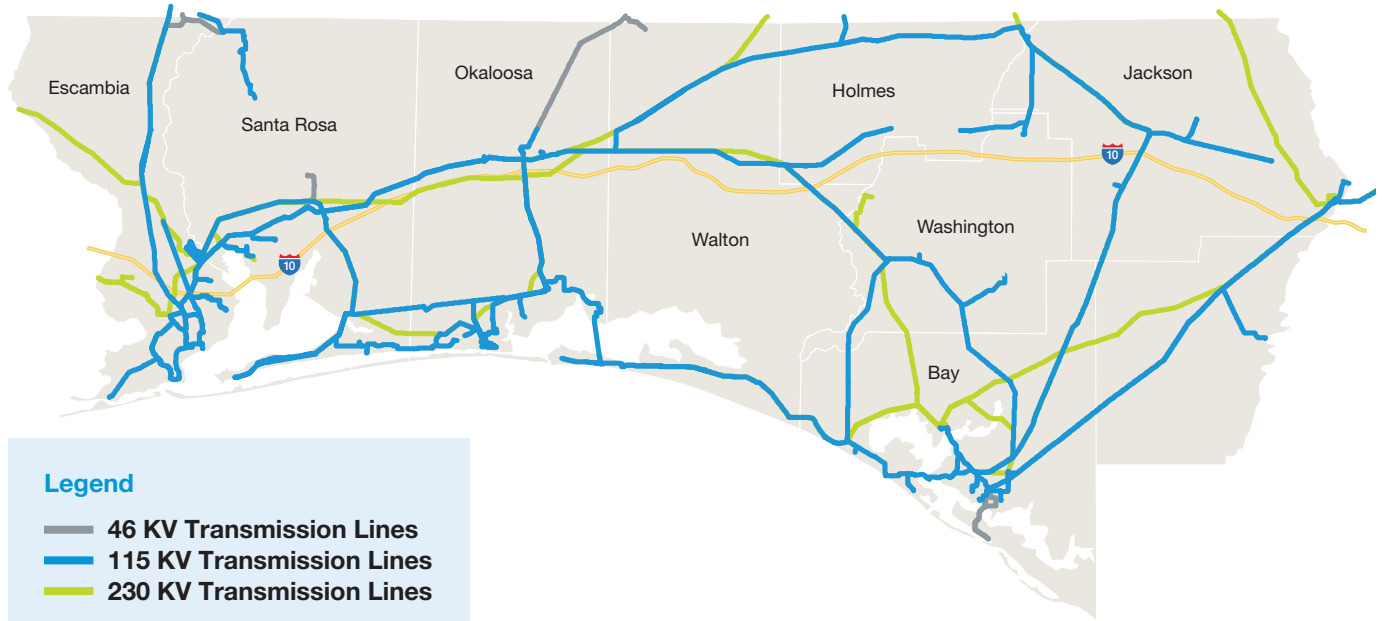 Escambia
Santa Rosa
Okaloosa
Holmes
Jackson
10
Walton
Washington
10
Bay
Legend
46 KV Transmission Lines
115 KV Transmission Lines
230 KV Transmission Lines